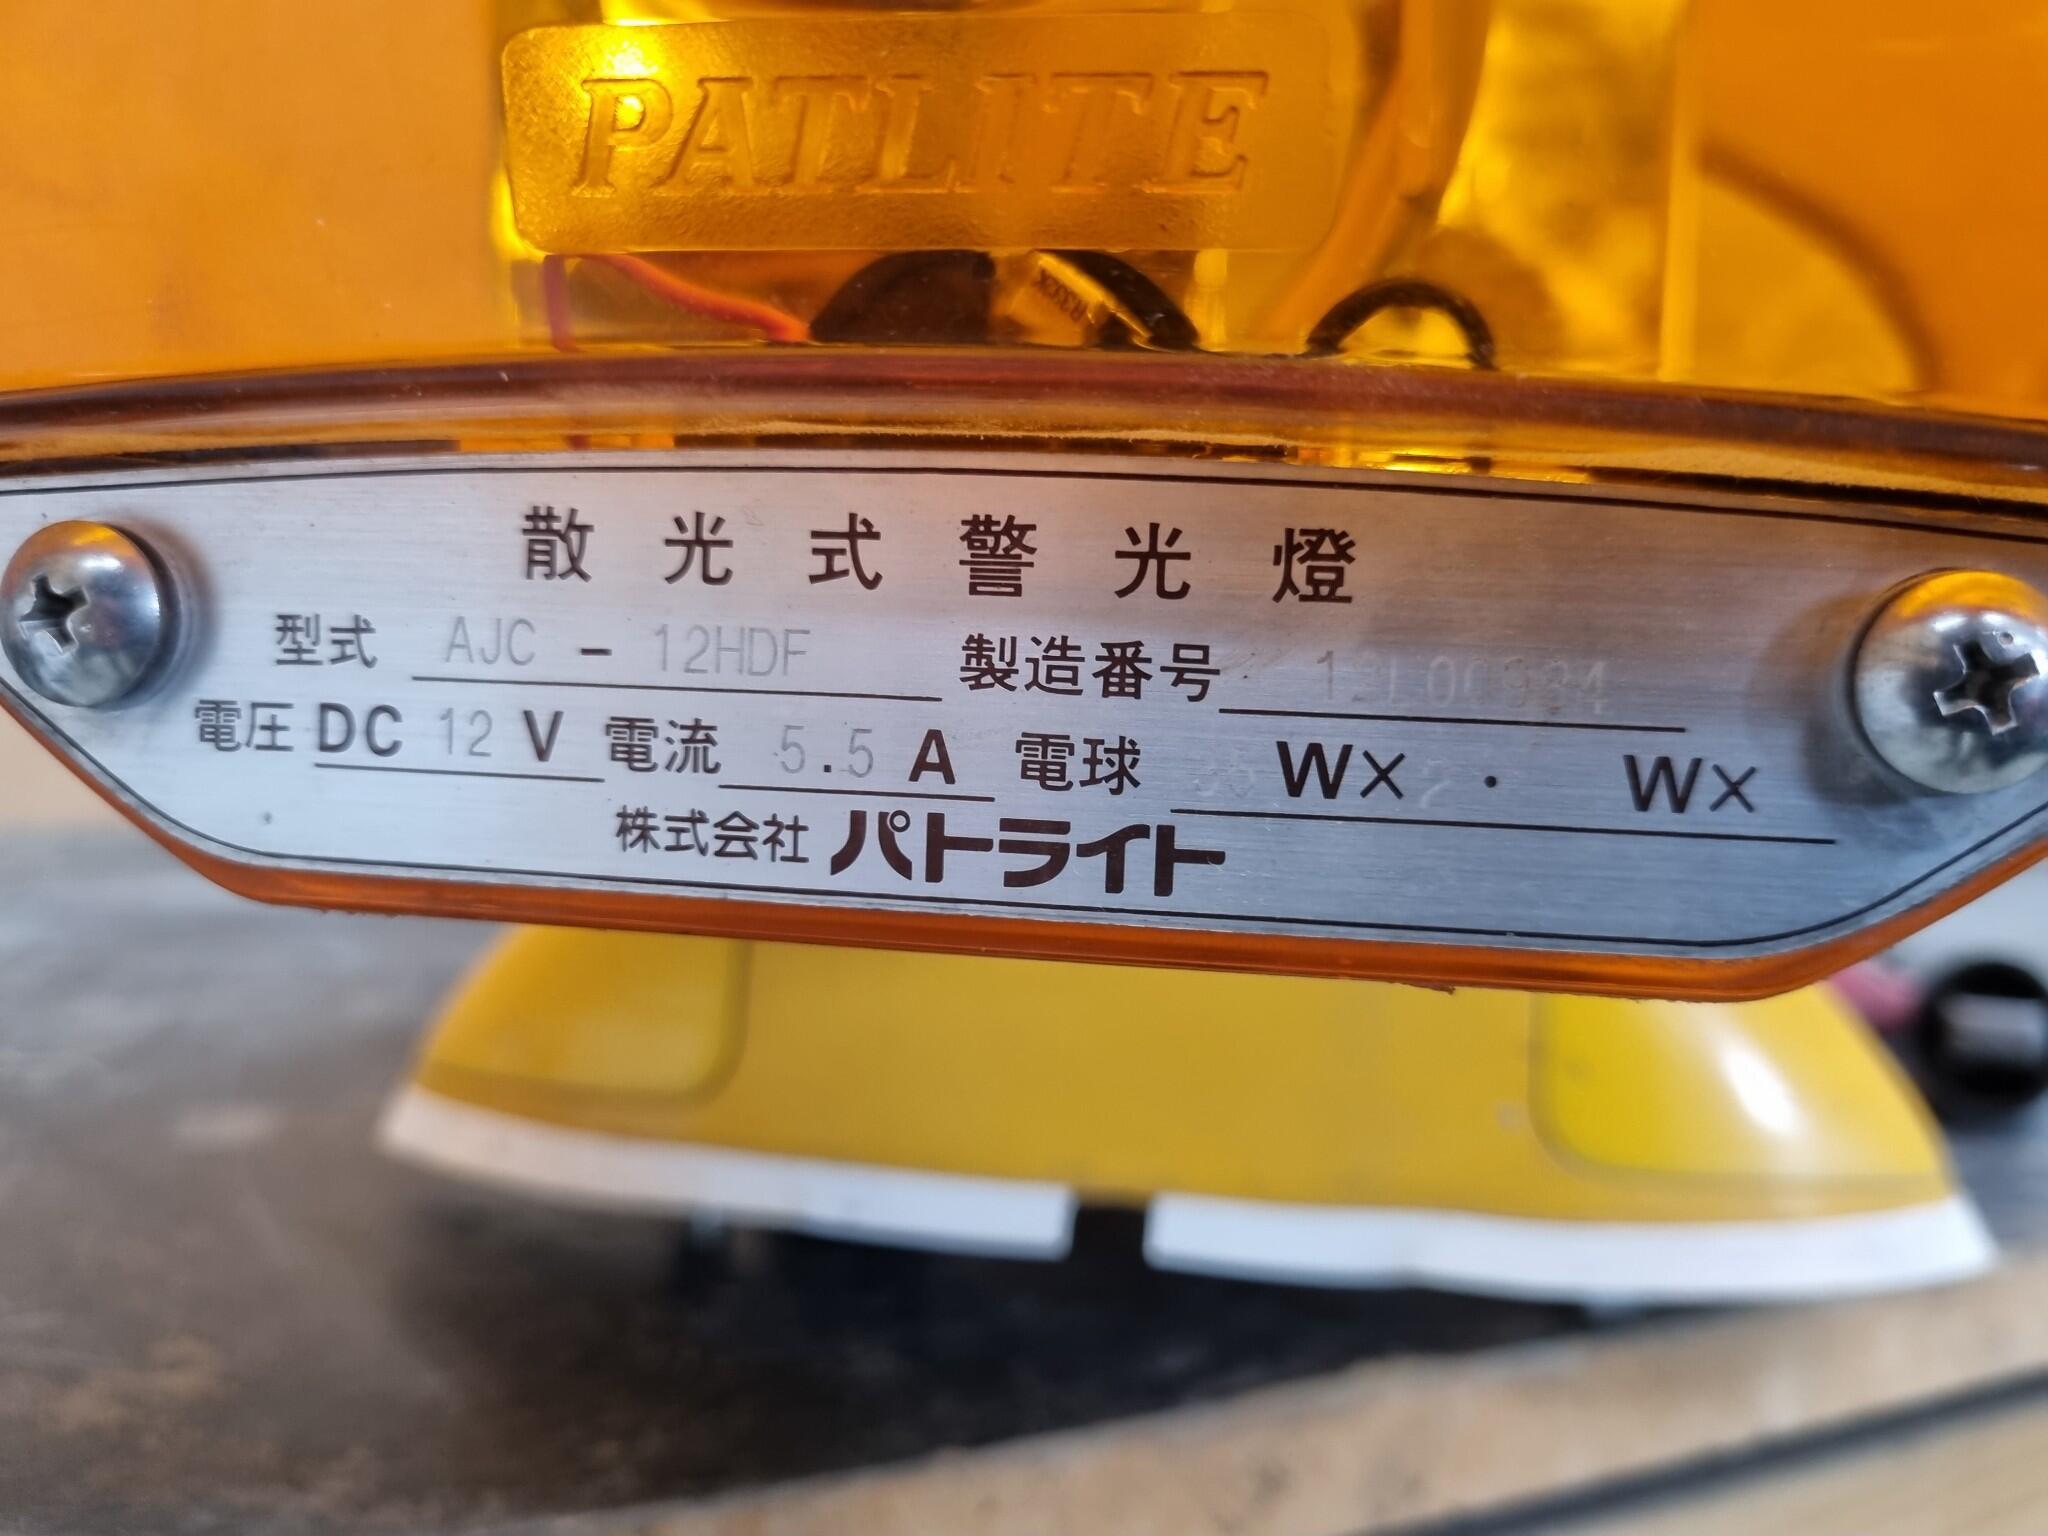 PATLITE
散光式警光燈
型式 AJC - 12HDF 製造番号
電圧 DC 12 V 電流 5.5 A 電球 W× 2 · W×
株式会社 パトライト